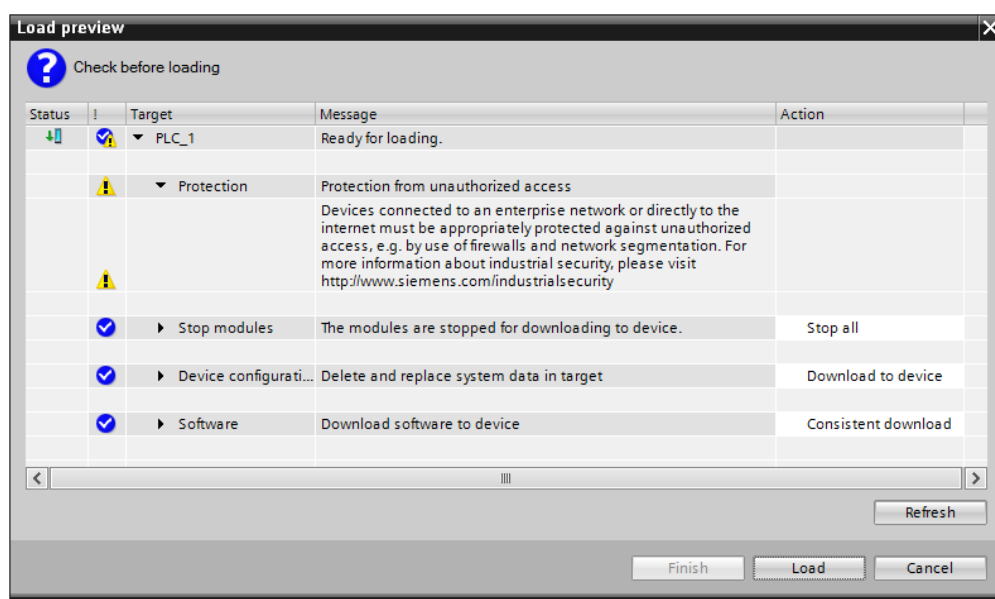 Load preview
Check before loading
Status ! Target Message Action
PLC_1 Ready for loading.
Protection Protection from unauthorized access
Devices connected to an enterprise network or directly to the
internet must be appropriately protected against unauthorized
access, e.g. by use of firewalls and network segmentation. For
more information about industrial security, please visit
http://www.siemens.com/industrialsecurity
Stop modules The modules are stopped for downloading to device. Stop all
Device configurati... Delete and replace system data in target Download to device
Software Download software to device Consistent download
Refresh
Finish Load Cancel